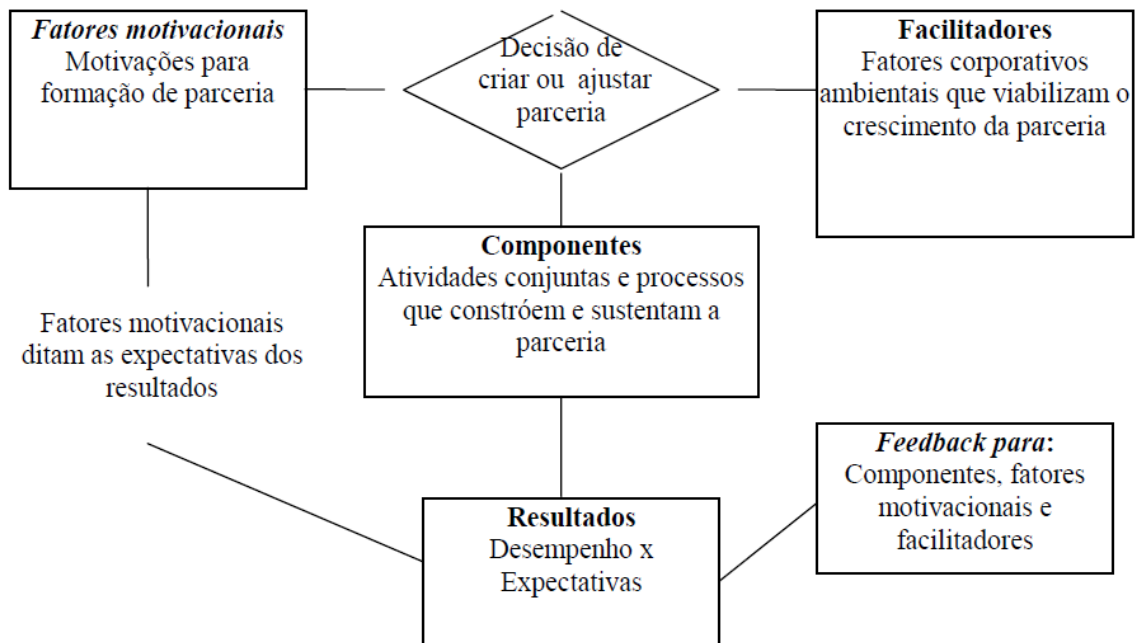 Fatores motivacionais
Motivações para
formação de parceria
Decisão de
criar ou ajustar
parceria
Facilitadores
Fatores corporativos
ambientais que viabilizam o
crescimento da parceria
Componentes
Atividades conjuntas e processos
que constróem e sustentam a
parceria
Fatores motivacionais
ditam as expectativas dos
resultados
Feedback para:
Componentes, fatores
motivacionais e
facilitadores
Resultados
Desempenho x
Expectativas